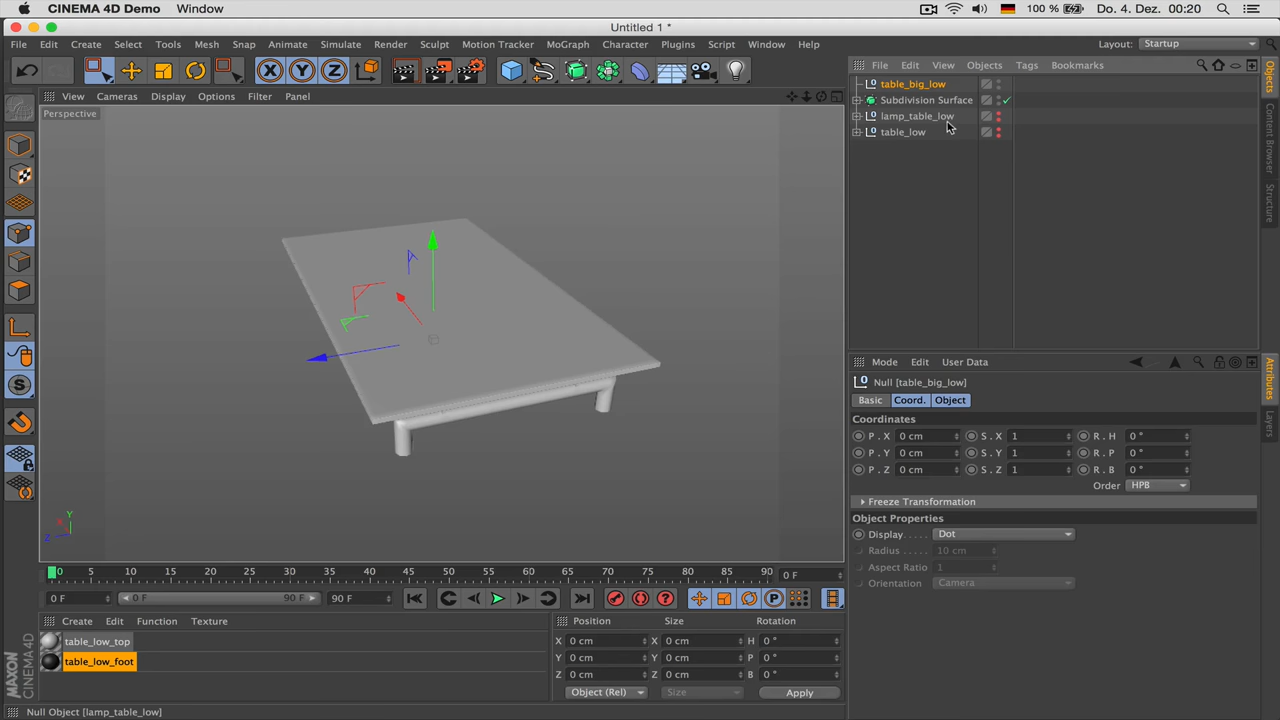 CINEMA 4D Demo Window 100 % Do. 4. Dez. 00:20
Untitled 1 *
File Edit Create Select Tools Mesh Snap Animate Simulate Render Sculpt Motion Tracker MoGraph Character Plugins Script Window Help Layout: Startup
File Edit View Objects Tags Bookmarks
View Cameras Display Options Filter Panel
Perspective
table_big_low
Subdivision Surface
lamp_table_low
table_low
Objects
Content Browser
Structure
Mode Edit User Data
Null [table_big_low]
Basic Coord. Object
Coordinates
P . X 0 cm S . X 1 R . H 0 °
P . Y 0 cm S . Y 1 R . P 0 °
P . Z 0 cm S . Z 1 R . B 0 °
Order HPB
Freeze Transformation
Object Properties
Display . . . . . Dot
Radius . . . . . 10 cm
Aspect Ratio 1
Orientation Camera
Attributes
Layers
Y
X
Z
0 5 10 15 20 25 30 35 40 45 50 55 60 65 70 75 80 85 90 0 F
0 F 0 F 90 F 90 F
Create Edit Function Texture
table_low_top
table_low_foot
Position Size Rotation
X 0 cm X 0 cm H 0 °
Y 0 cm Y 0 cm P 0 °
Z 0 cm Z 0 cm B 0 °
Object (Rel) Size Apply
MAXON CINEMA 4D
Null Object [lamp_table_low]